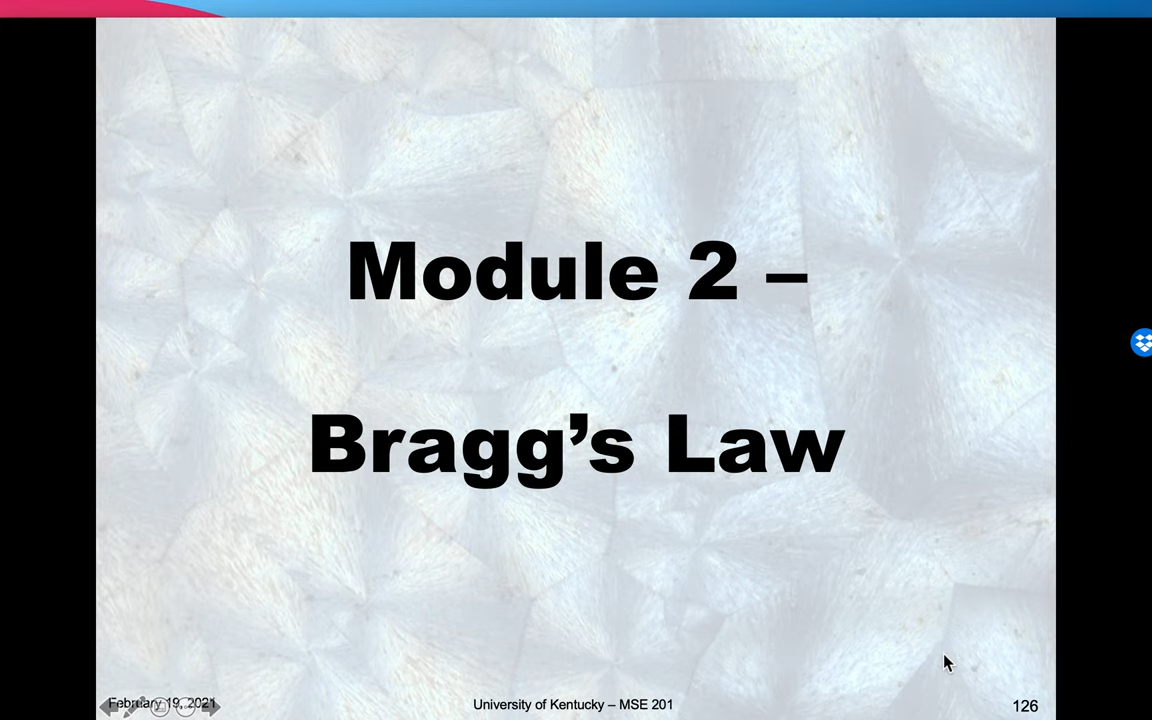 Module 2 –
Bragg’s Law
February 19, 2021
University of Kentucky – MSE 201
126